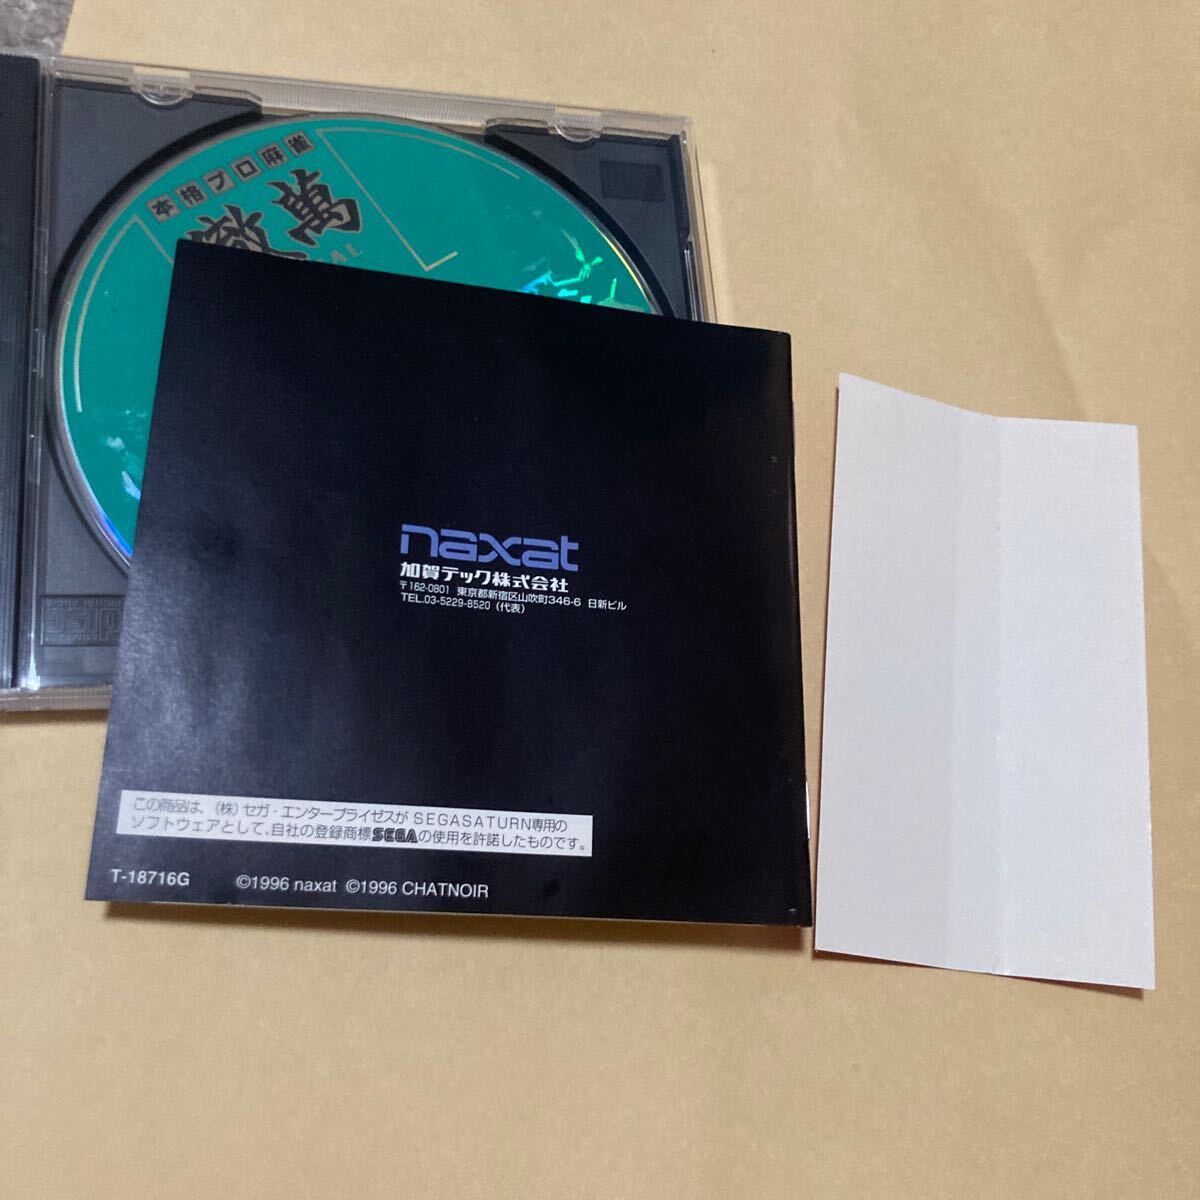 本格プロ麻雀
徹萬
naxat
加賀テック株式会社
〒162-0801 東京都新宿区山吹町346-6 日新ビル
TEL.03-5229-8520（代表）
この商品は、（株）セガ・エンタープライゼスがSEGASATURN専用の
ソフトウェアとして、自社の登録商標SEGAの使用を許諾したものです。
T-18716G ©1996 naxat ©1996 CHATNOIR